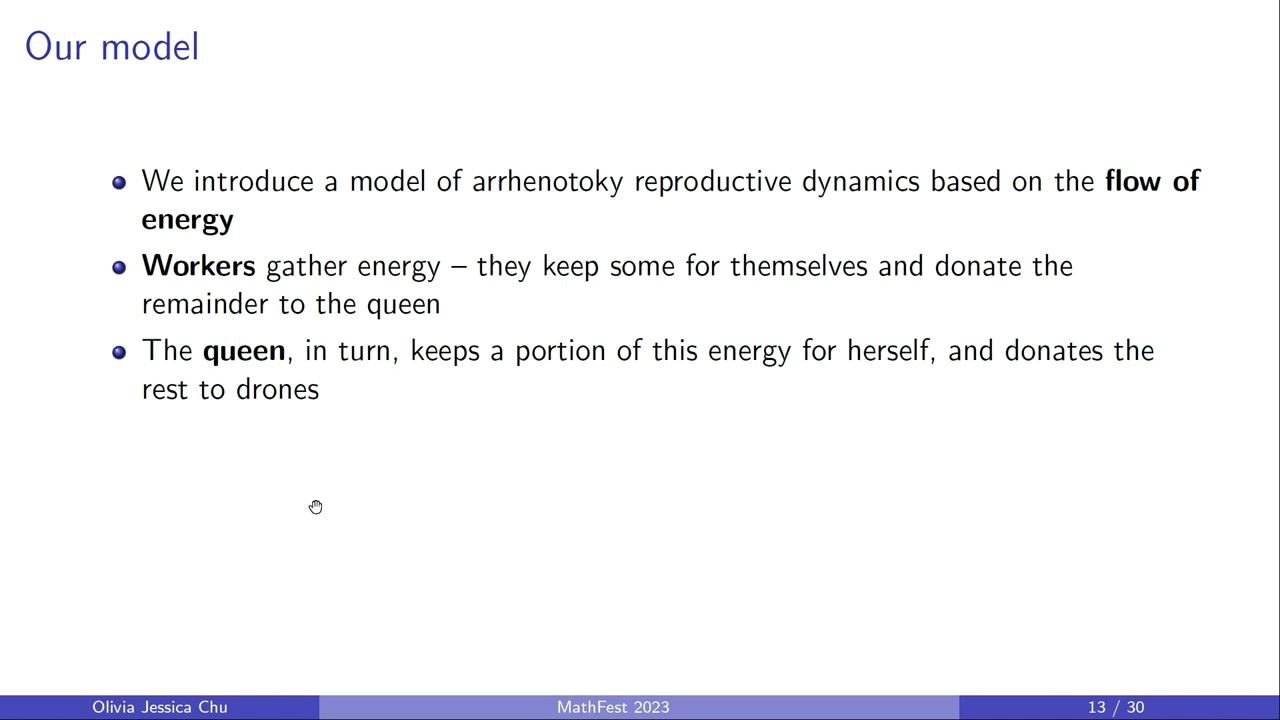 Our model
We introduce a model of arrhenotoky reproductive dynamics based on the flow of
energy
Workers gather energy – they keep some for themselves and donate the
remainder to the queen
The queen, in turn, keeps a portion of this energy for herself, and donates the
rest to drones
Olivia Jessica Chu
MathFest 2023
13 / 30